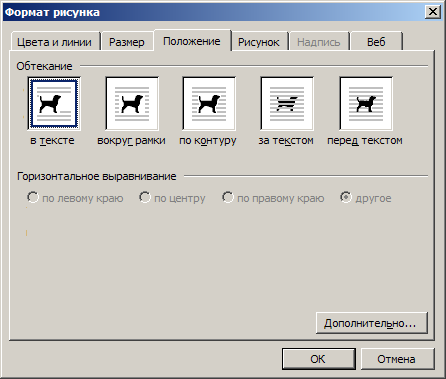 Формат рисунка
Цвета и линии Размер Положение Рисунок Надпись Веб
Обтекание
в тексте вокруг рамки по контуру за текстом перед текстом
Горизонтальное выравнивание
по левому краю по центру по правому краю другое
Дополнительно...
ОК Отмена